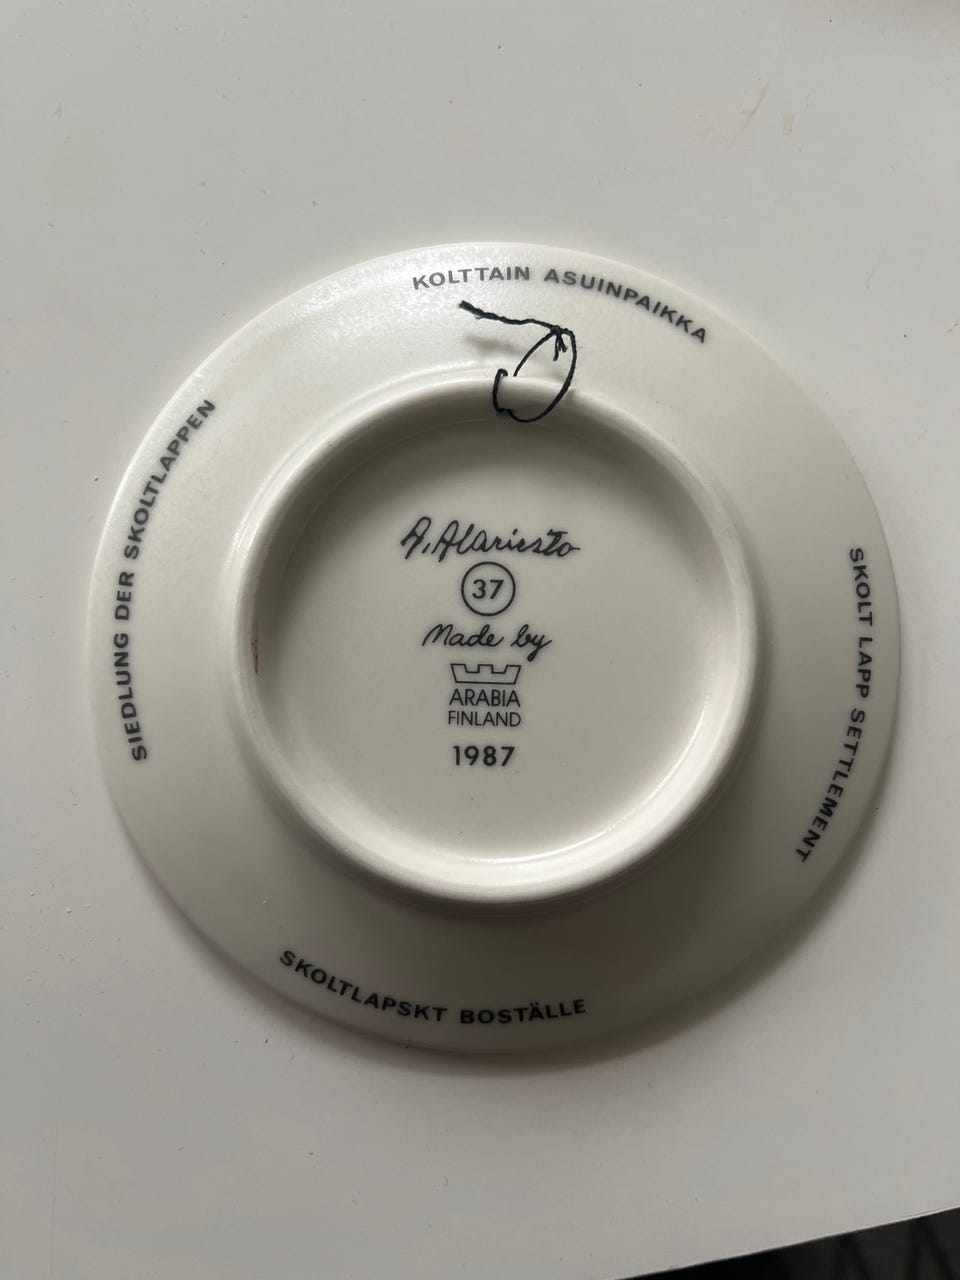 KOLTTAIN ASUINPAIKKA
SKOLT LAPP SETTLEMENT
SKOLTLAPSKT BOSTÄLLE
SIEDLUNG DER SKOLTLAPPEN
A. Alariesto
37
Made by
ARABIA
FINLAND
1987